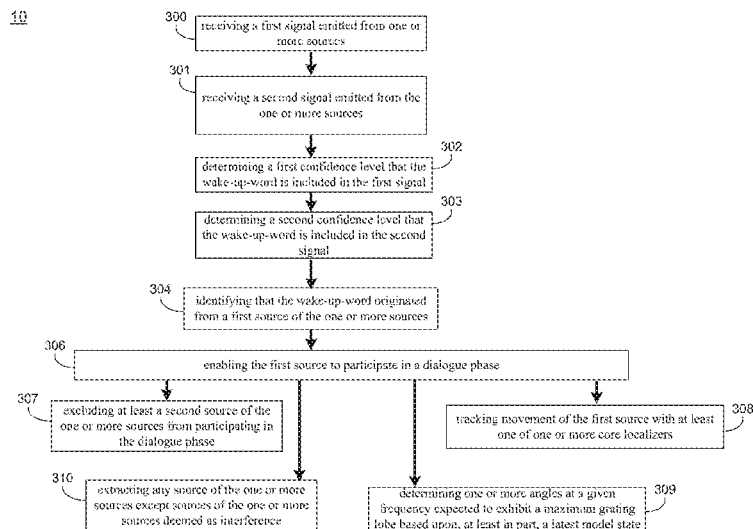 10
300
receiving a first signal emitted from one or
more sources
301
receiving a second signal emitted from the
one or more sources
302
determining a first confidence level that the
wake-up-word is included in the first signal
303
determining a second confidence level that
the wake-up-word is included in the second
signal
304
identifying that the wake-up-word originated
from a first source of the one or more sources
306
enabling the first source to participate in a dialogue phase
307
excluding at least a second source of the
one or more sources from participating
in the dialogue phase
308
tracking movement of the first source with at least
one of one or more core localizers
310
extracting any source of the one or more
sources except sources of the one or more
sources deemed as interference
309
determining one or more angles at a given
frequency expected to exhibit a maximum grating
lobe based upon, at least in part, a latest model state